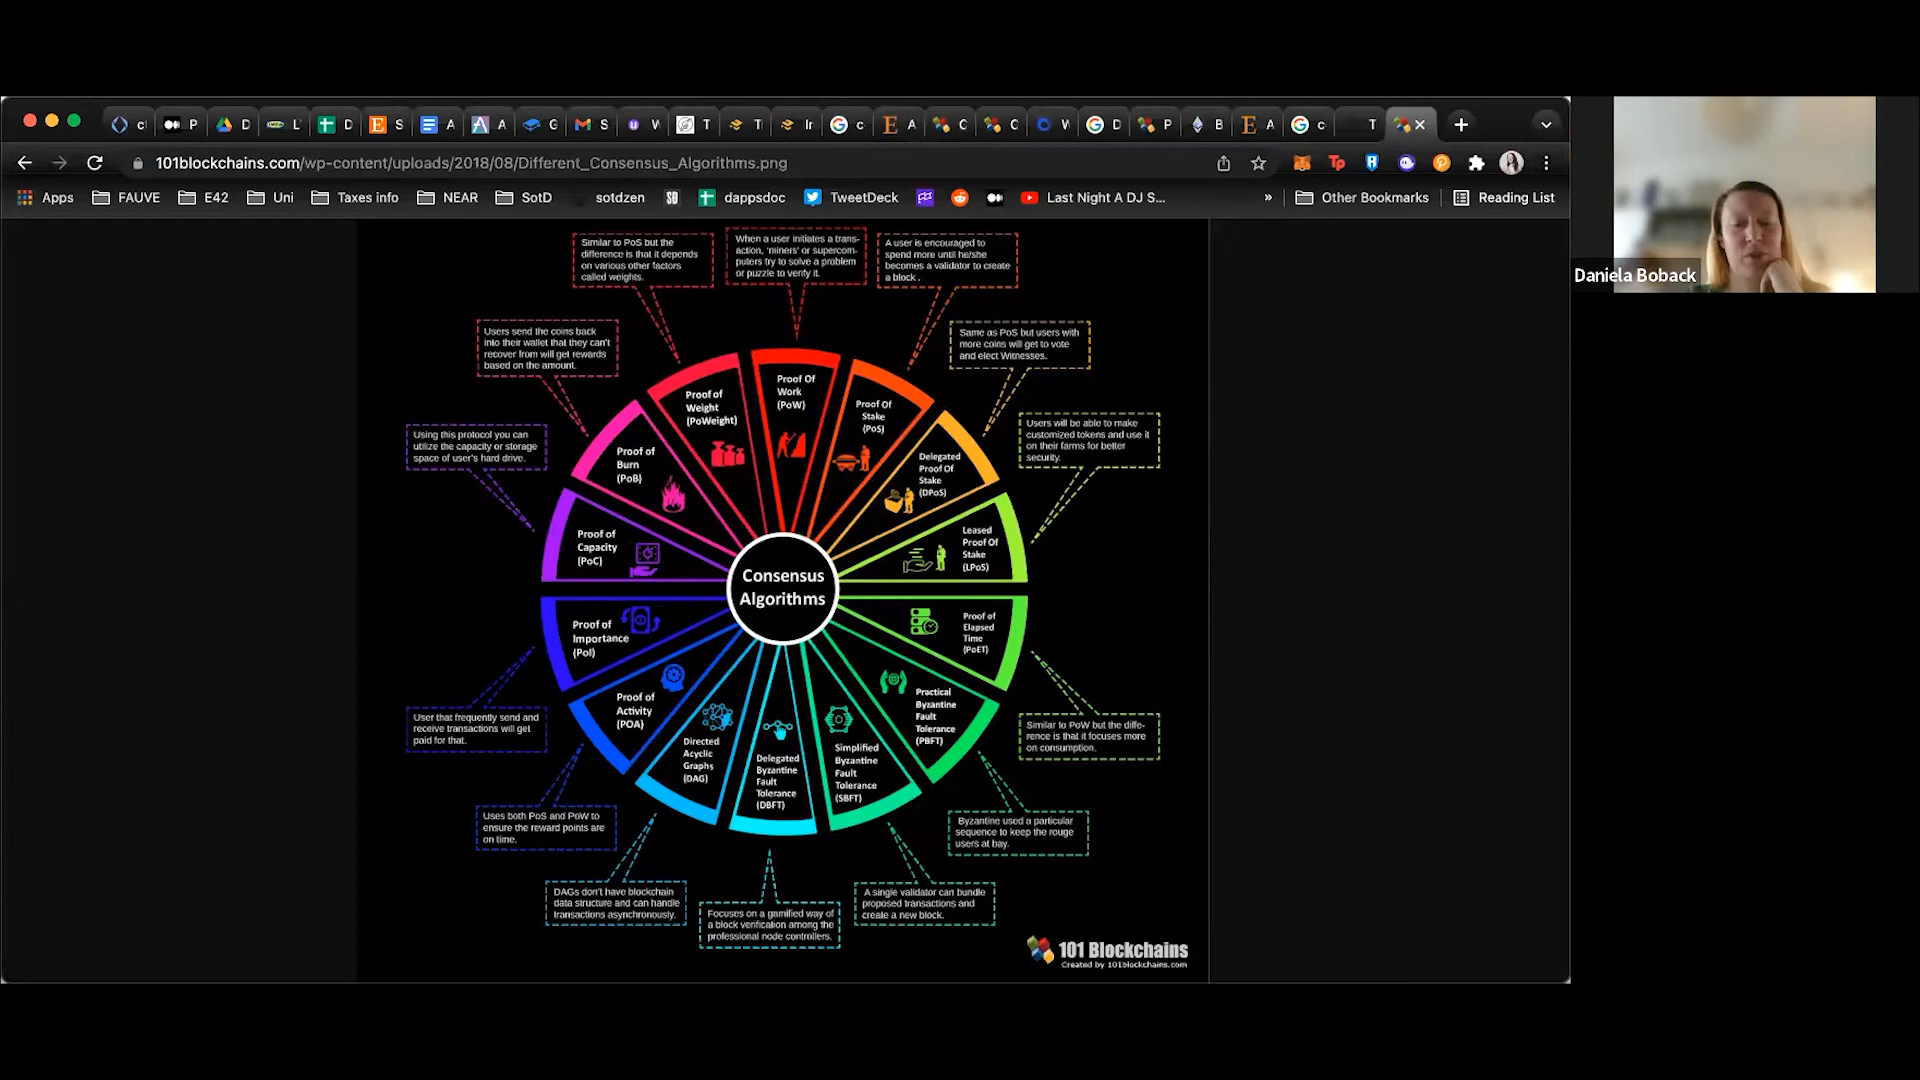 c
P
D
L
D
S
A
A
G
S
W
T
T
Ir
c
A
C
C
W
D
P
B
A
c
T
101blockchains.com/wp-content/uploads/2018/08/Different_Consensus_Algorithms.png
Apps
FAUVE
E42
Uni
Taxes info
NEAR
SotD
sotdzen
dappsdoc
TweetDeck
Last Night A DJ S...
»
Other Bookmarks
Reading List
Daniela Boback
Similar to PoS but the
difference is that it depends
on various other factors
called weights.
When a user initiates a trans-
action, 'miners' or supercom-
puters try to solve a problem
or puzzle to verify it.
A user is encouraged to
spend more until he/she
becomes a validator to create
a block .
Users send the coins back
into their wallet that they can't
recover from will get rewards
based on the amount.
Same as PoS but users with
more coins will get to vote
and elect Witnesses.
Using this protocol you can
utilize the capacity or storage
space of user's hard drive.
Users will be able to make
customized tokens and use it
on their farms for better
security.
Proof of
Weight
(PoWeight)
Proof Of
Work
(PoW)
Proof Of
Stake
(PoS)
Proof of
Burn
(PoB)
Delegated
Proof Of
Stake
(DPoS)
Proof of
Capacity
(PoC)
Leased
Proof Of
Stake
(LPoS)
Consensus
Algorithms
Proof of
Importance
(PoI)
Proof of
Elapsed
Time
(PoET)
Proof of
Activity
(POA)
Practical
Byzantine
Fault
Tolerance
(PBFT)
Directed
Acyclic
Graphs
(DAG)
Delegated
Byzantine
Fault
Tolerance
(DBFT)
Simplified
Byzantine
Fault
Tolerance
(SBFT)
User that frequently send and
receive transactions will get
paid for that.
Similar to PoW but the diffe-
rence is that it focuses more
on consumption.
Uses both PoS and PoW to
ensure the reward points are
on time.
Byzantine used a particular
sequence to keep the rouge
users at bay.
DAGs don't have blockchain
data structure and can handle
transactions asynchronously.
Focuses on a gamified way of
a block verification among the
professional node controllers.
A single validator can bundle
proposed transactions and
create a new block.
101 Blockchains
Created by 101blockchains.com